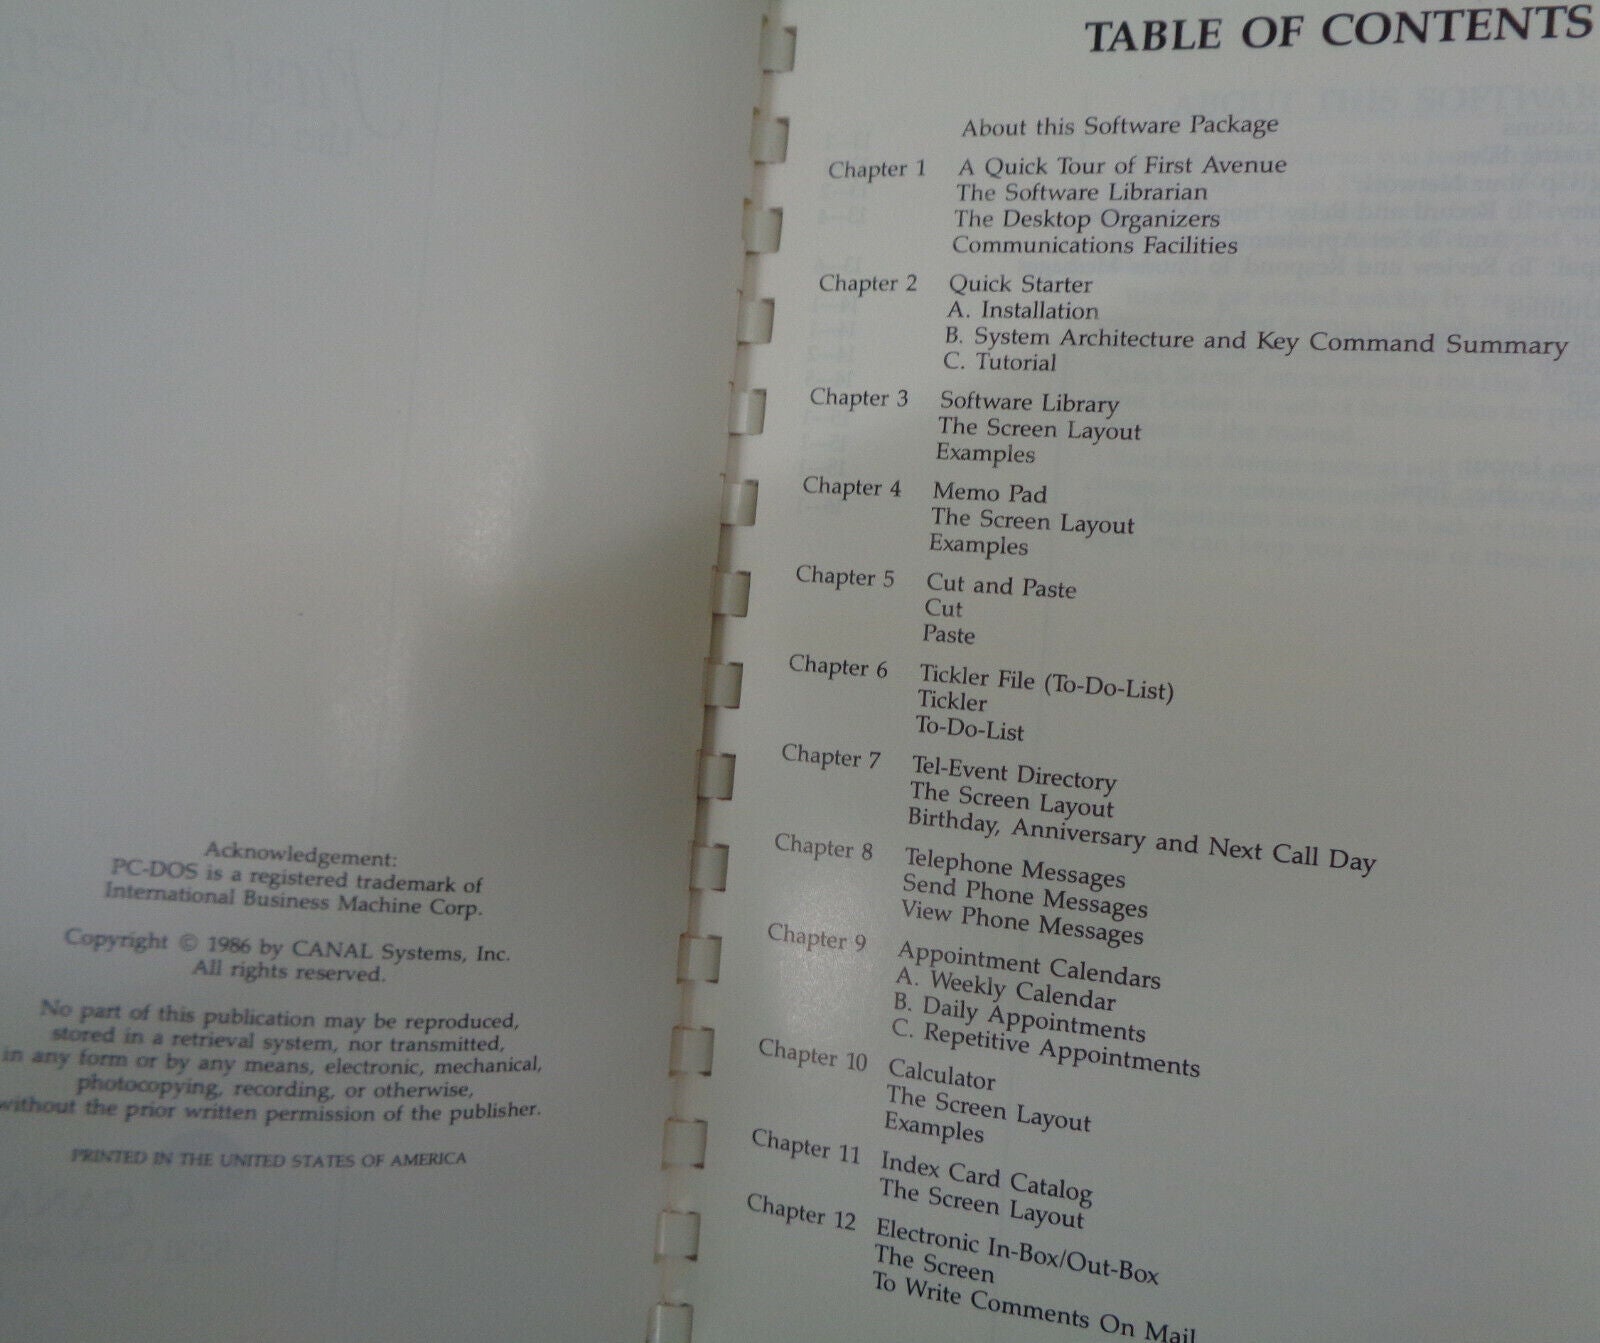 Acknowledgement:
PC-DOS is a registered trademark of
International Business Machine Corp.
Copyright © 1986 by CANAL Systems, Inc.
All rights reserved.
No part of this publication may be reproduced,
stored in a retrieval system, nor transmitted,
in any form or by any means, electronic, mechanical,
photocopying, recording, or otherwise,
without the prior written permission of the publisher.
PRINTED IN THE UNITED STATES OF AMERICA
TABLE OF CONTENTS
About this Software Package
Chapter 1 A Quick Tour of First Avenue
The Software Librarian
The Desktop Organizers
Communications Facilities
Chapter 2 Quick Starter
A. Installation
B. System Architecture and Key Command Summary
C. Tutorial
Chapter 3 Software Library
The Screen Layout
Examples
Chapter 4 Memo Pad
The Screen Layout
Examples
Chapter 5 Cut and Paste
Cut
Paste
Chapter 6 Tickler File (To-Do-List)
Tickler
To-Do-List
Chapter 7 Tel-Event Directory
The Screen Layout
Birthday, Anniversary and Next Call Day
Chapter 8 Telephone Messages
Send Phone Messages
View Phone Messages
Chapter 9 Appointment Calendars
A. Weekly Calendar
B. Daily Appointments
C. Repetitive Appointments
Chapter 10 Calculator
The Screen Layout
Examples
Chapter 11 Index Card Catalog
The Screen Layout
Chapter 12 Electronic In-Box/Out-Box
The Screen
To Write Comments On Mail